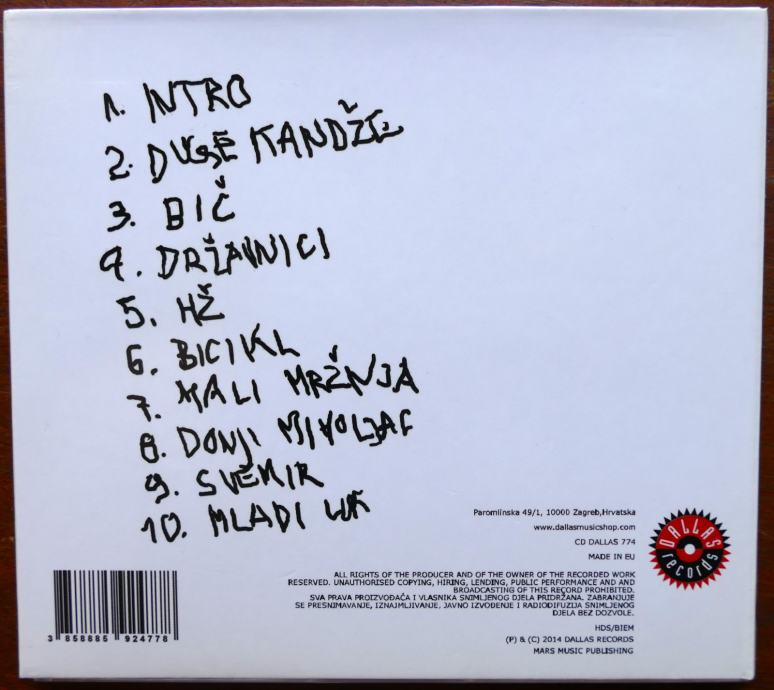 1. INTRO
2. DUGE KANDŽE
3. BIČ
4. DRŽAVNICI
5. HŽ
6. BICIKL
7. MALI MRŽNJA
8. DONJI MIHOLJAC
9. SVEMIR
10. MLADI LUK
Paromlinska 49/1, 10000 Zagreb,Hrvatska
www.dallasmusicshop.com
CD DALLAS 774
MADE IN EU
DALLAS
records
ALL RIGHTS OF THE PRODUCER AND OF THE OWNER OF THE RECORDED WORK
RESERVED. UNAUTHORISED COPYING, HIRING, LENDING, PUBLIC PERFORMANCE AND AND
BROADCASTING OF THIS RECORD PROHIBITED.
SVA PRAVA PROIZVOĐAČA I VLASNIKA SNIMLJENOG DJELA PRIDRŽANA. ZABRANJUJE
SE PRESNIMAVANJE, IZNAJMLJIVANJE, JAVNO IZVOĐENJE I RADIODIFUZIJA SNIMLJENOG
DJELA BEZ DOZVOLE.
HDS/BIEM
(P) & (C) 2014 DALLAS RECORDS
MARS MUSIC PUBLISHING
3 858885 924778